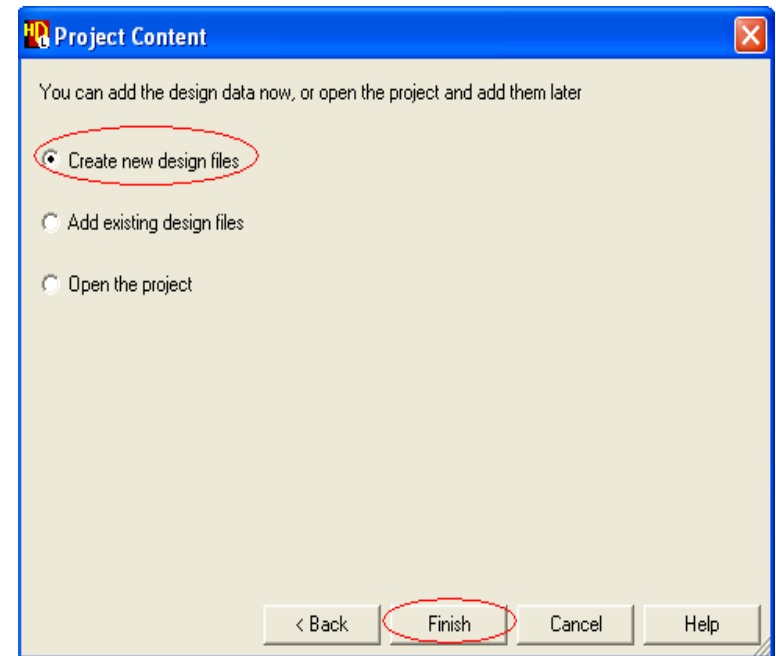 HDL Project Content
You can add the design data now, or open the project and add them later
Create new design files
Add existing design files
Open the project
< Back Finish Cancel Help